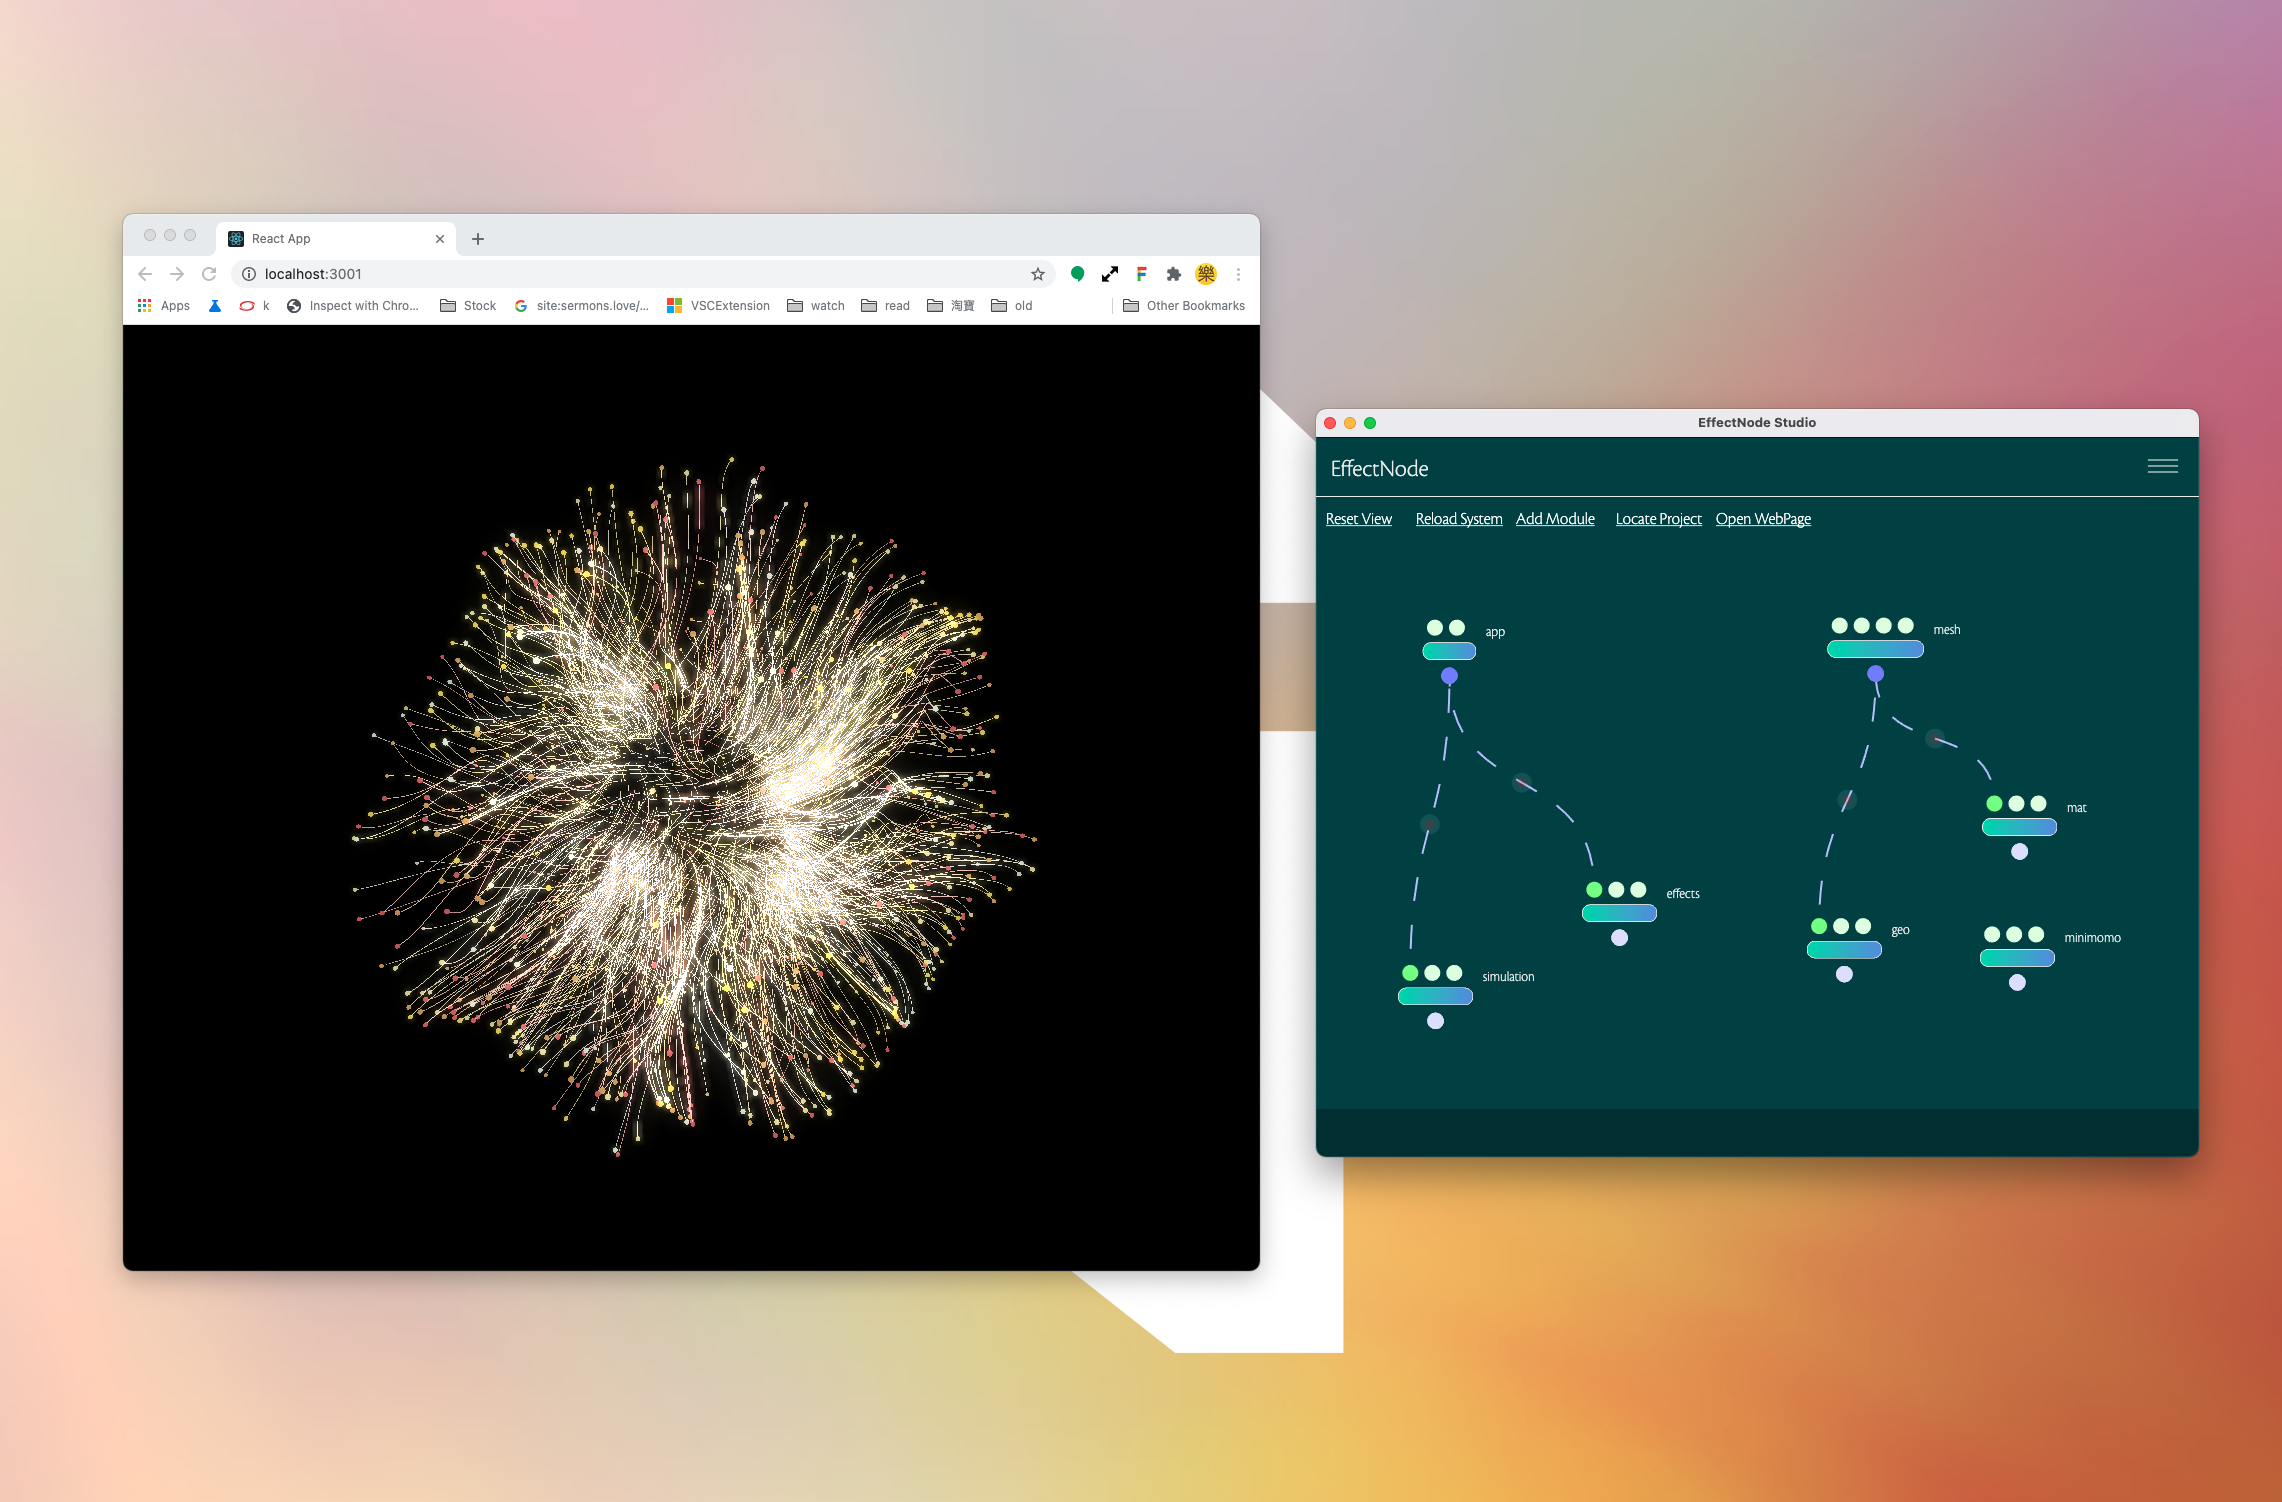 React App
localhost:3001
Apps k Inspect with Chro... Stock site:sermons.love/... VSCExtension watch read 淘寶 old Other Bookmarks
樂
EffectNode Studio
EffectNode
Reset View Reload System Add Module Locate Project Open WebPage
app
mesh
mat
effects
geo
minimomo
simulation